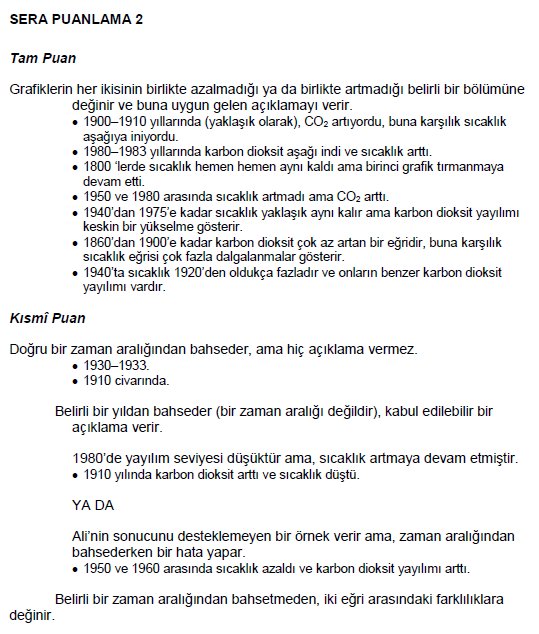 SERA PUANLAMA 2
Tam Puan
Grafiklerin her ikisinin birlikte azalmadığı ya da birlikte artmadığı belirli bir bölümüne
değinir ve buna uygun gelen açıklamayı verir.
• 1900–1910 yıllarında (yaklaşık olarak), CO₂ artıyordu, buna karşılık sıcaklık
aşağıya iniyordu.
• 1980–1983 yıllarında karbon dioksit aşağı indi ve sıcaklık arttı.
• 1800 ‘lerde sıcaklık hemen hemen aynı kaldı ama birinci grafik tırmanmaya
devam etti.
• 1950 ve 1980 arasında sıcaklık artmadı ama CO₂ arttı.
• 1940’dan 1975’e kadar sıcaklık yaklaşık aynı kalır ama karbon dioksit yayılımı
keskin bir yükselme gösterir.
• 1860’dan 1900’e kadar karbon dioksit çok az artan bir eğridir, buna karşılık
sıcaklık eğrisi çok fazla dalgalanmalar gösterir.
• 1940’ta sıcaklık 1920’den oldukça fazladır ve onların benzer karbon dioksit
yayılımı vardır.
Kısmî Puan
Doğru bir zaman aralığından bahseder, ama hiç açıklama vermez.
• 1930–1933.
• 1910 civarında.
Belirli bir yıldan bahseder (bir zaman aralığı değildir), kabul edilebilir bir
açıklama verir.
1980’de yayılım seviyesi düşüktür ama, sıcaklık artmaya devam etmiştir.
• 1910 yılında karbon dioksit arttı ve sıcaklık düştü.
YA DA
Ali’nin sonucunu desteklemeyen bir örnek verir ama, zaman aralığından
bahsederken bir hata yapar.
• 1950 ve 1960 arasında sıcaklık azaldı ve karbon dioksit yayılımı arttı.
Belirli bir zaman aralığından bahsetmeden, iki eğri arasındaki farklılıklara
değinir.